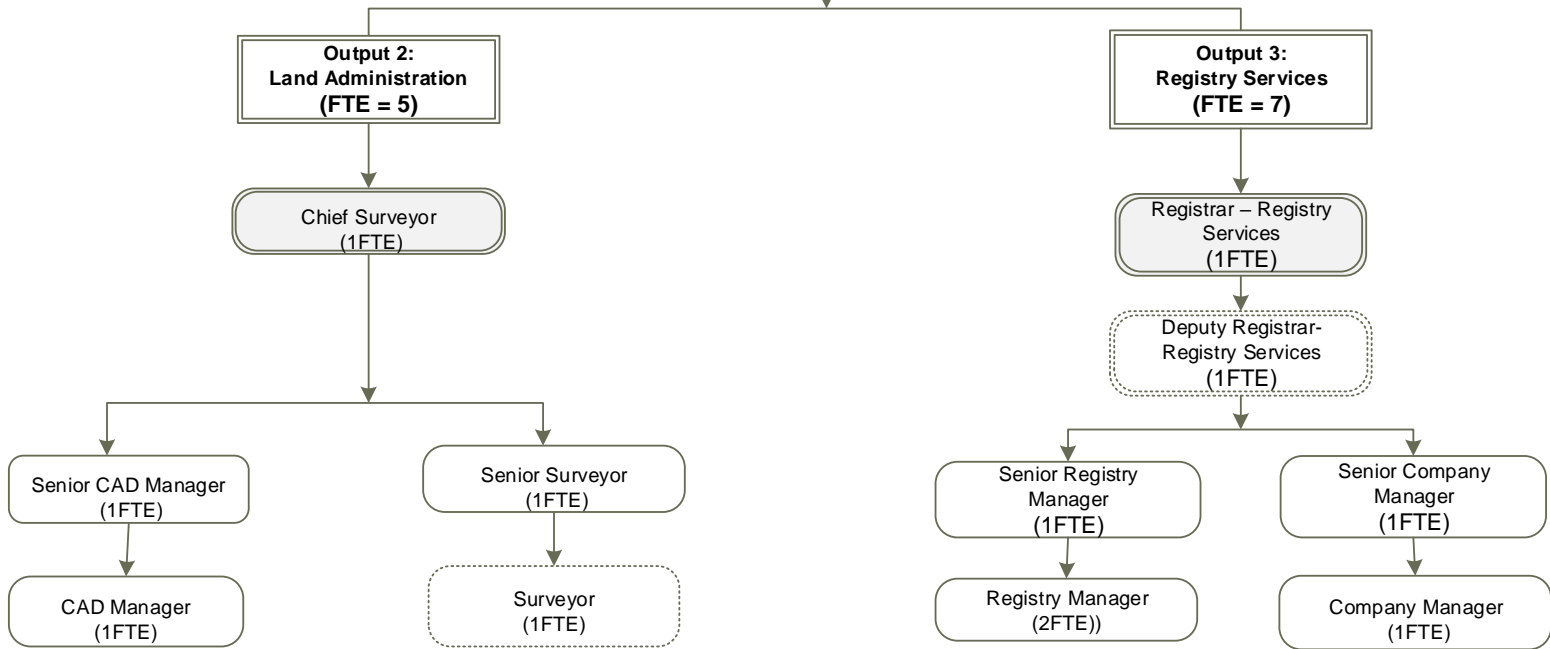 Output 2:
Land Administration
(FTE = 5)
Chief Surveyor
(1FTE)
Senior CAD Manager
(1FTE)
CAD Manager
(1FTE)
Senior Surveyor
(1FTE)
Surveyor
(1FTE)
Output 3:
Registry Services
(FTE = 7)
Registrar – Registry
Services
(1FTE)
Deputy Registrar-
Registry Services
(1FTE)
Senior Registry
Manager
(1FTE)
Registry Manager
(2FTE))
Senior Company
Manager
(1FTE)
Company Manager
(1FTE)